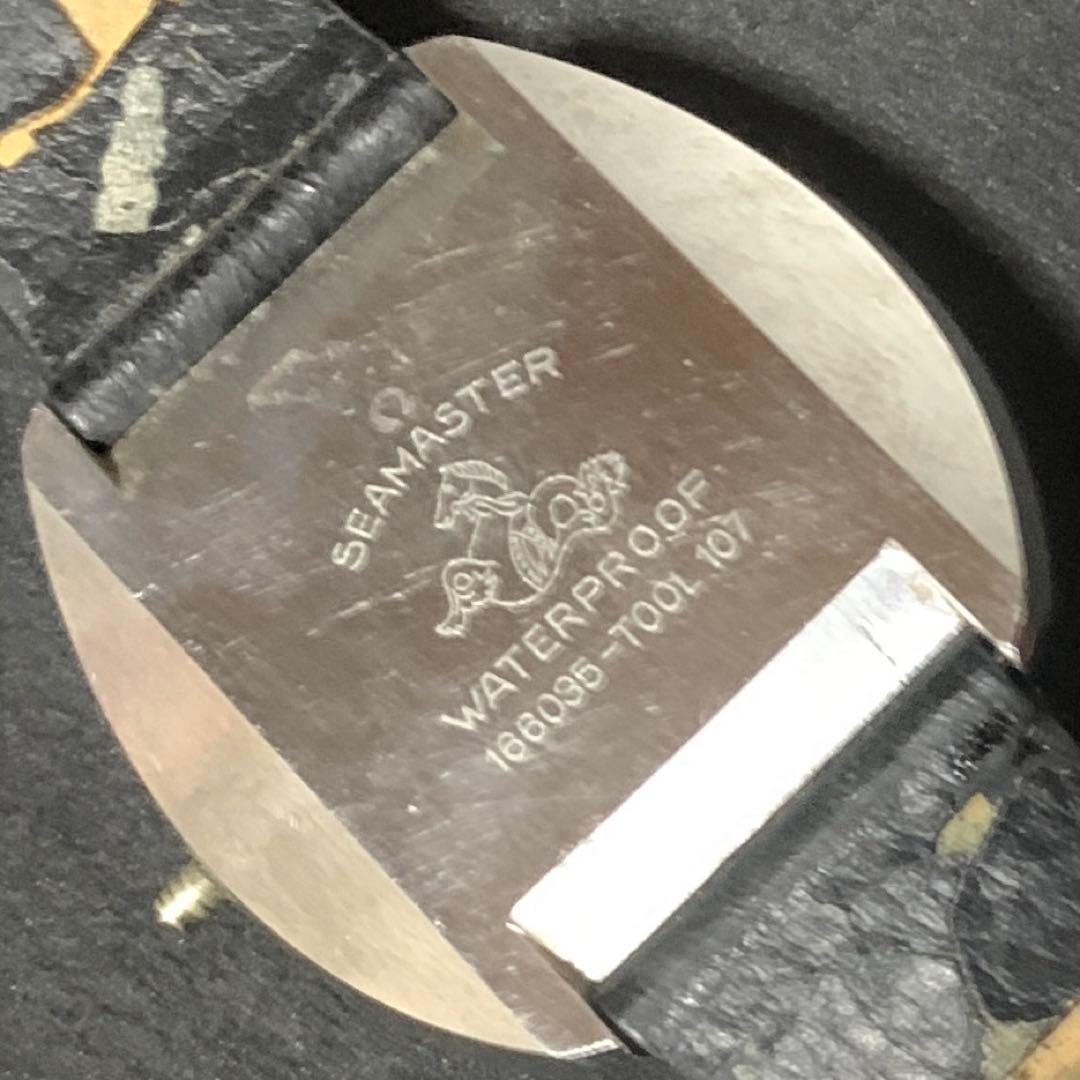 Ω
SEAMASTER
WATERPROOF
166035-TOOL 107